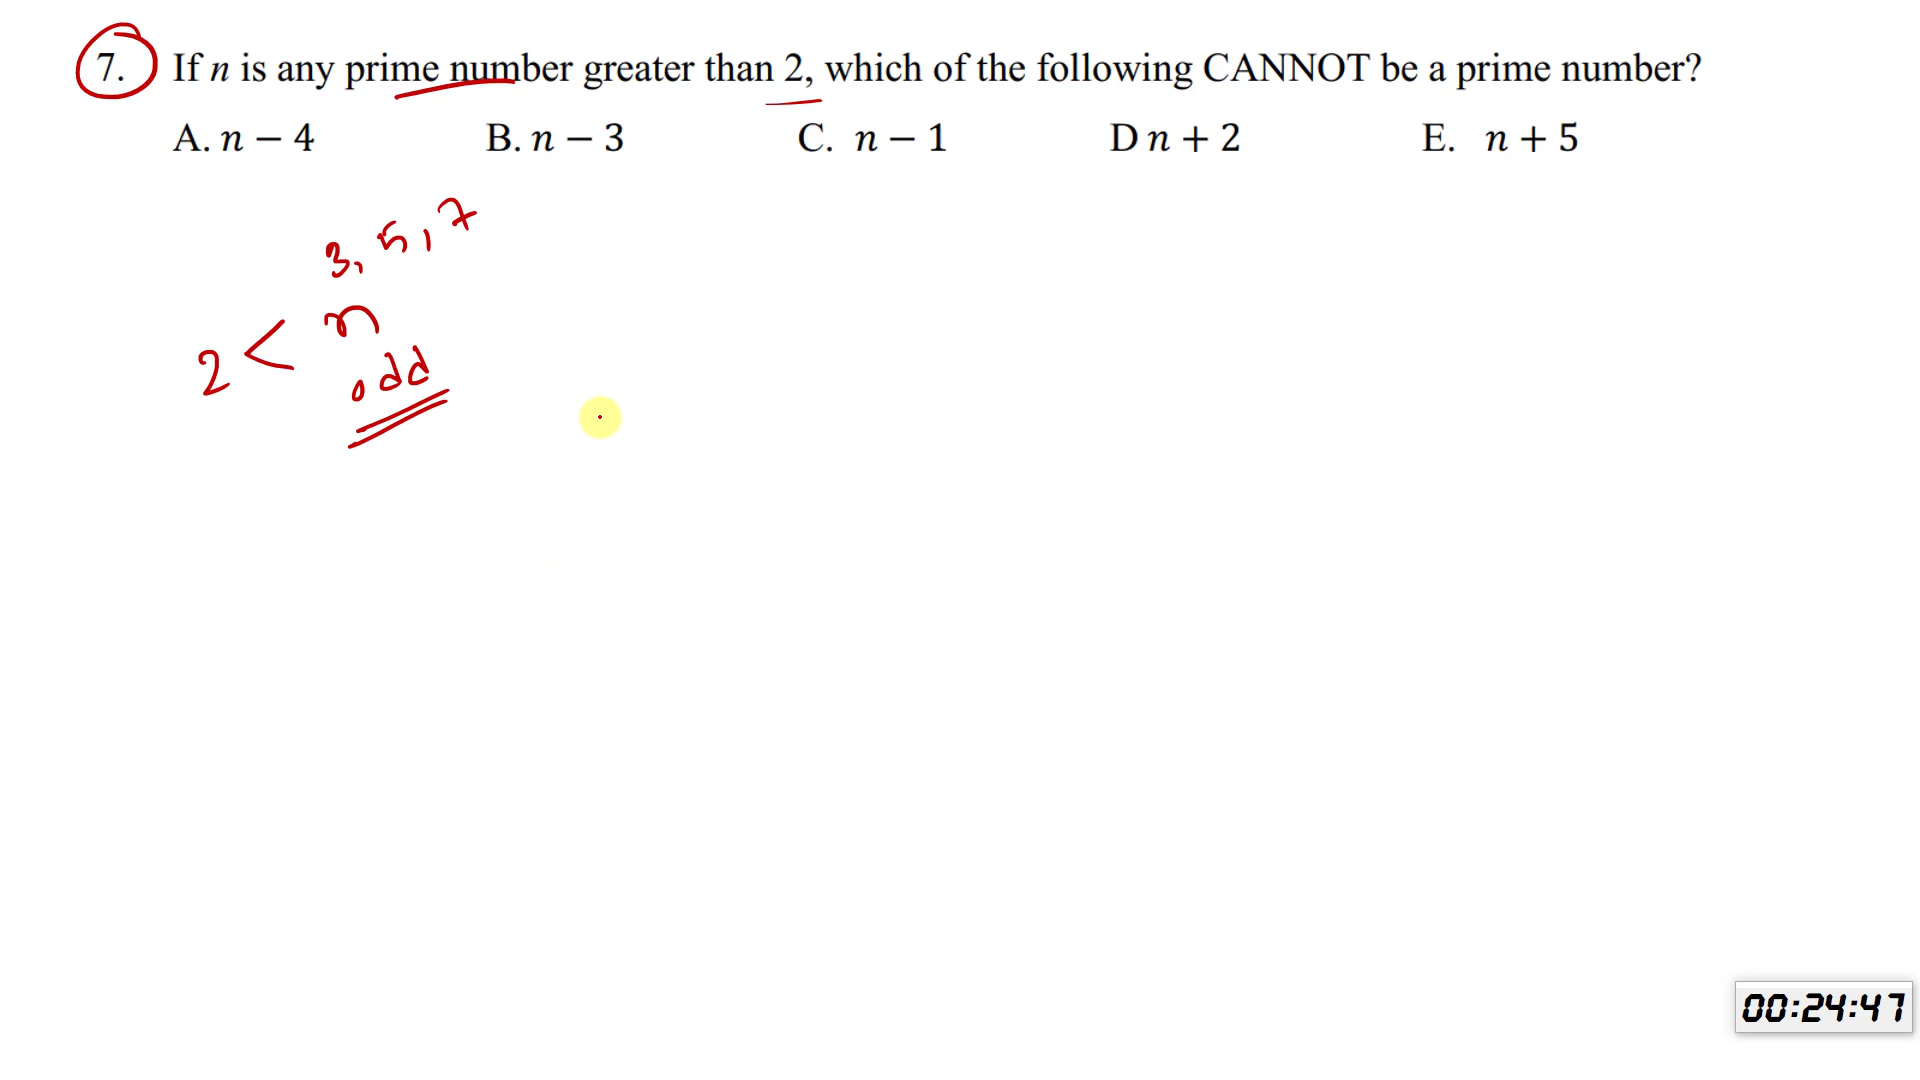 7. If n is any prime number greater than 2, which of the following CANNOT be a prime number?
A. n − 4 B. n − 3 C. n − 1 D n + 2 E. n + 5
3, 5, 7
2 < n
odd
00:24:47